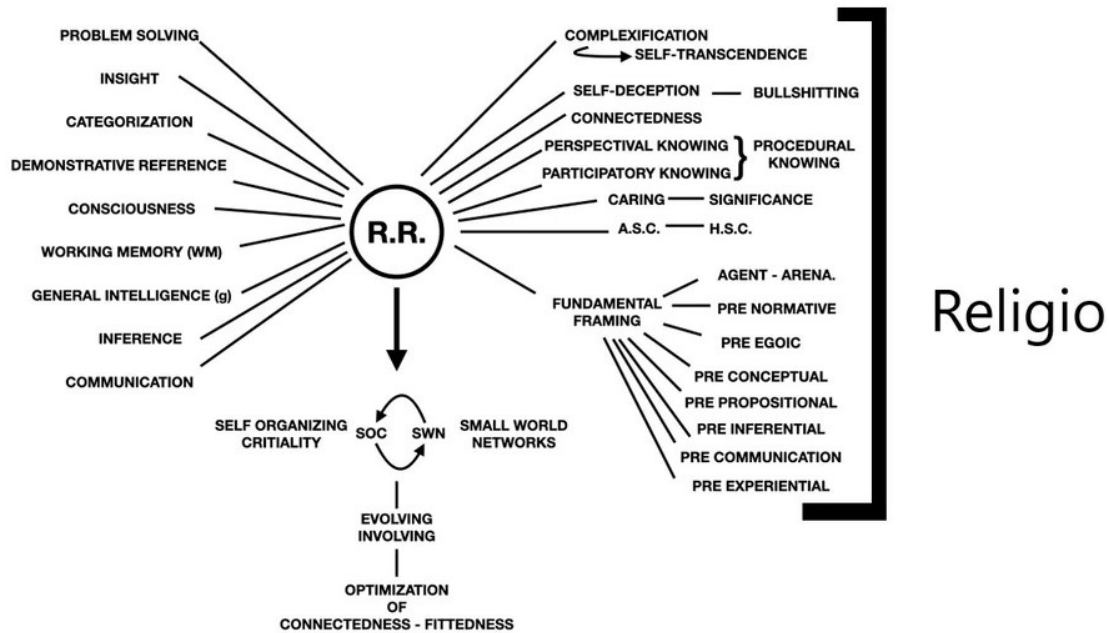 PROBLEM SOLVING
INSIGHT
CATEGORIZATION
DEMONSTRATIVE REFERENCE
CONSCIOUSNESS
WORKING MEMORY (WM)
GENERAL INTELLIGENCE (g)
INFERENCE
COMMUNICATION
R.R.
COMPLEXIFICATION
SELF-TRANSCENDENCE
SELF-DECEPTION
BULLSHITTING
CONNECTEDNESS
PERSPECTIVAL KNOWING
PARTICIPATORY KNOWING
PROCEDURAL
KNOWING
CARING
SIGNIFICANCE
A.S.C.
H.S.C.
FUNDAMENTAL
FRAMING
AGENT - ARENA.
PRE NORMATIVE
PRE EGOIC
PRE CONCEPTUAL
PRE PROPOSITIONAL
PRE INFERENTIAL
PRE COMMUNICATION
PRE EXPERIENTIAL
Religio
SELF ORGANIZING
CRITIALITY
SOC
SWN
SMALL WORLD
NETWORKS
EVOLVING
INVOLVING
OPTIMIZATION
OF
CONNECTEDNESS - FITTEDNESS